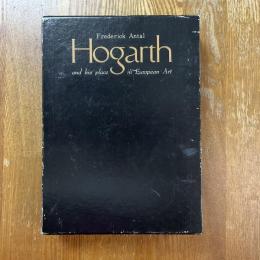 Frederick Antal
Hogarth
and his place in European Art